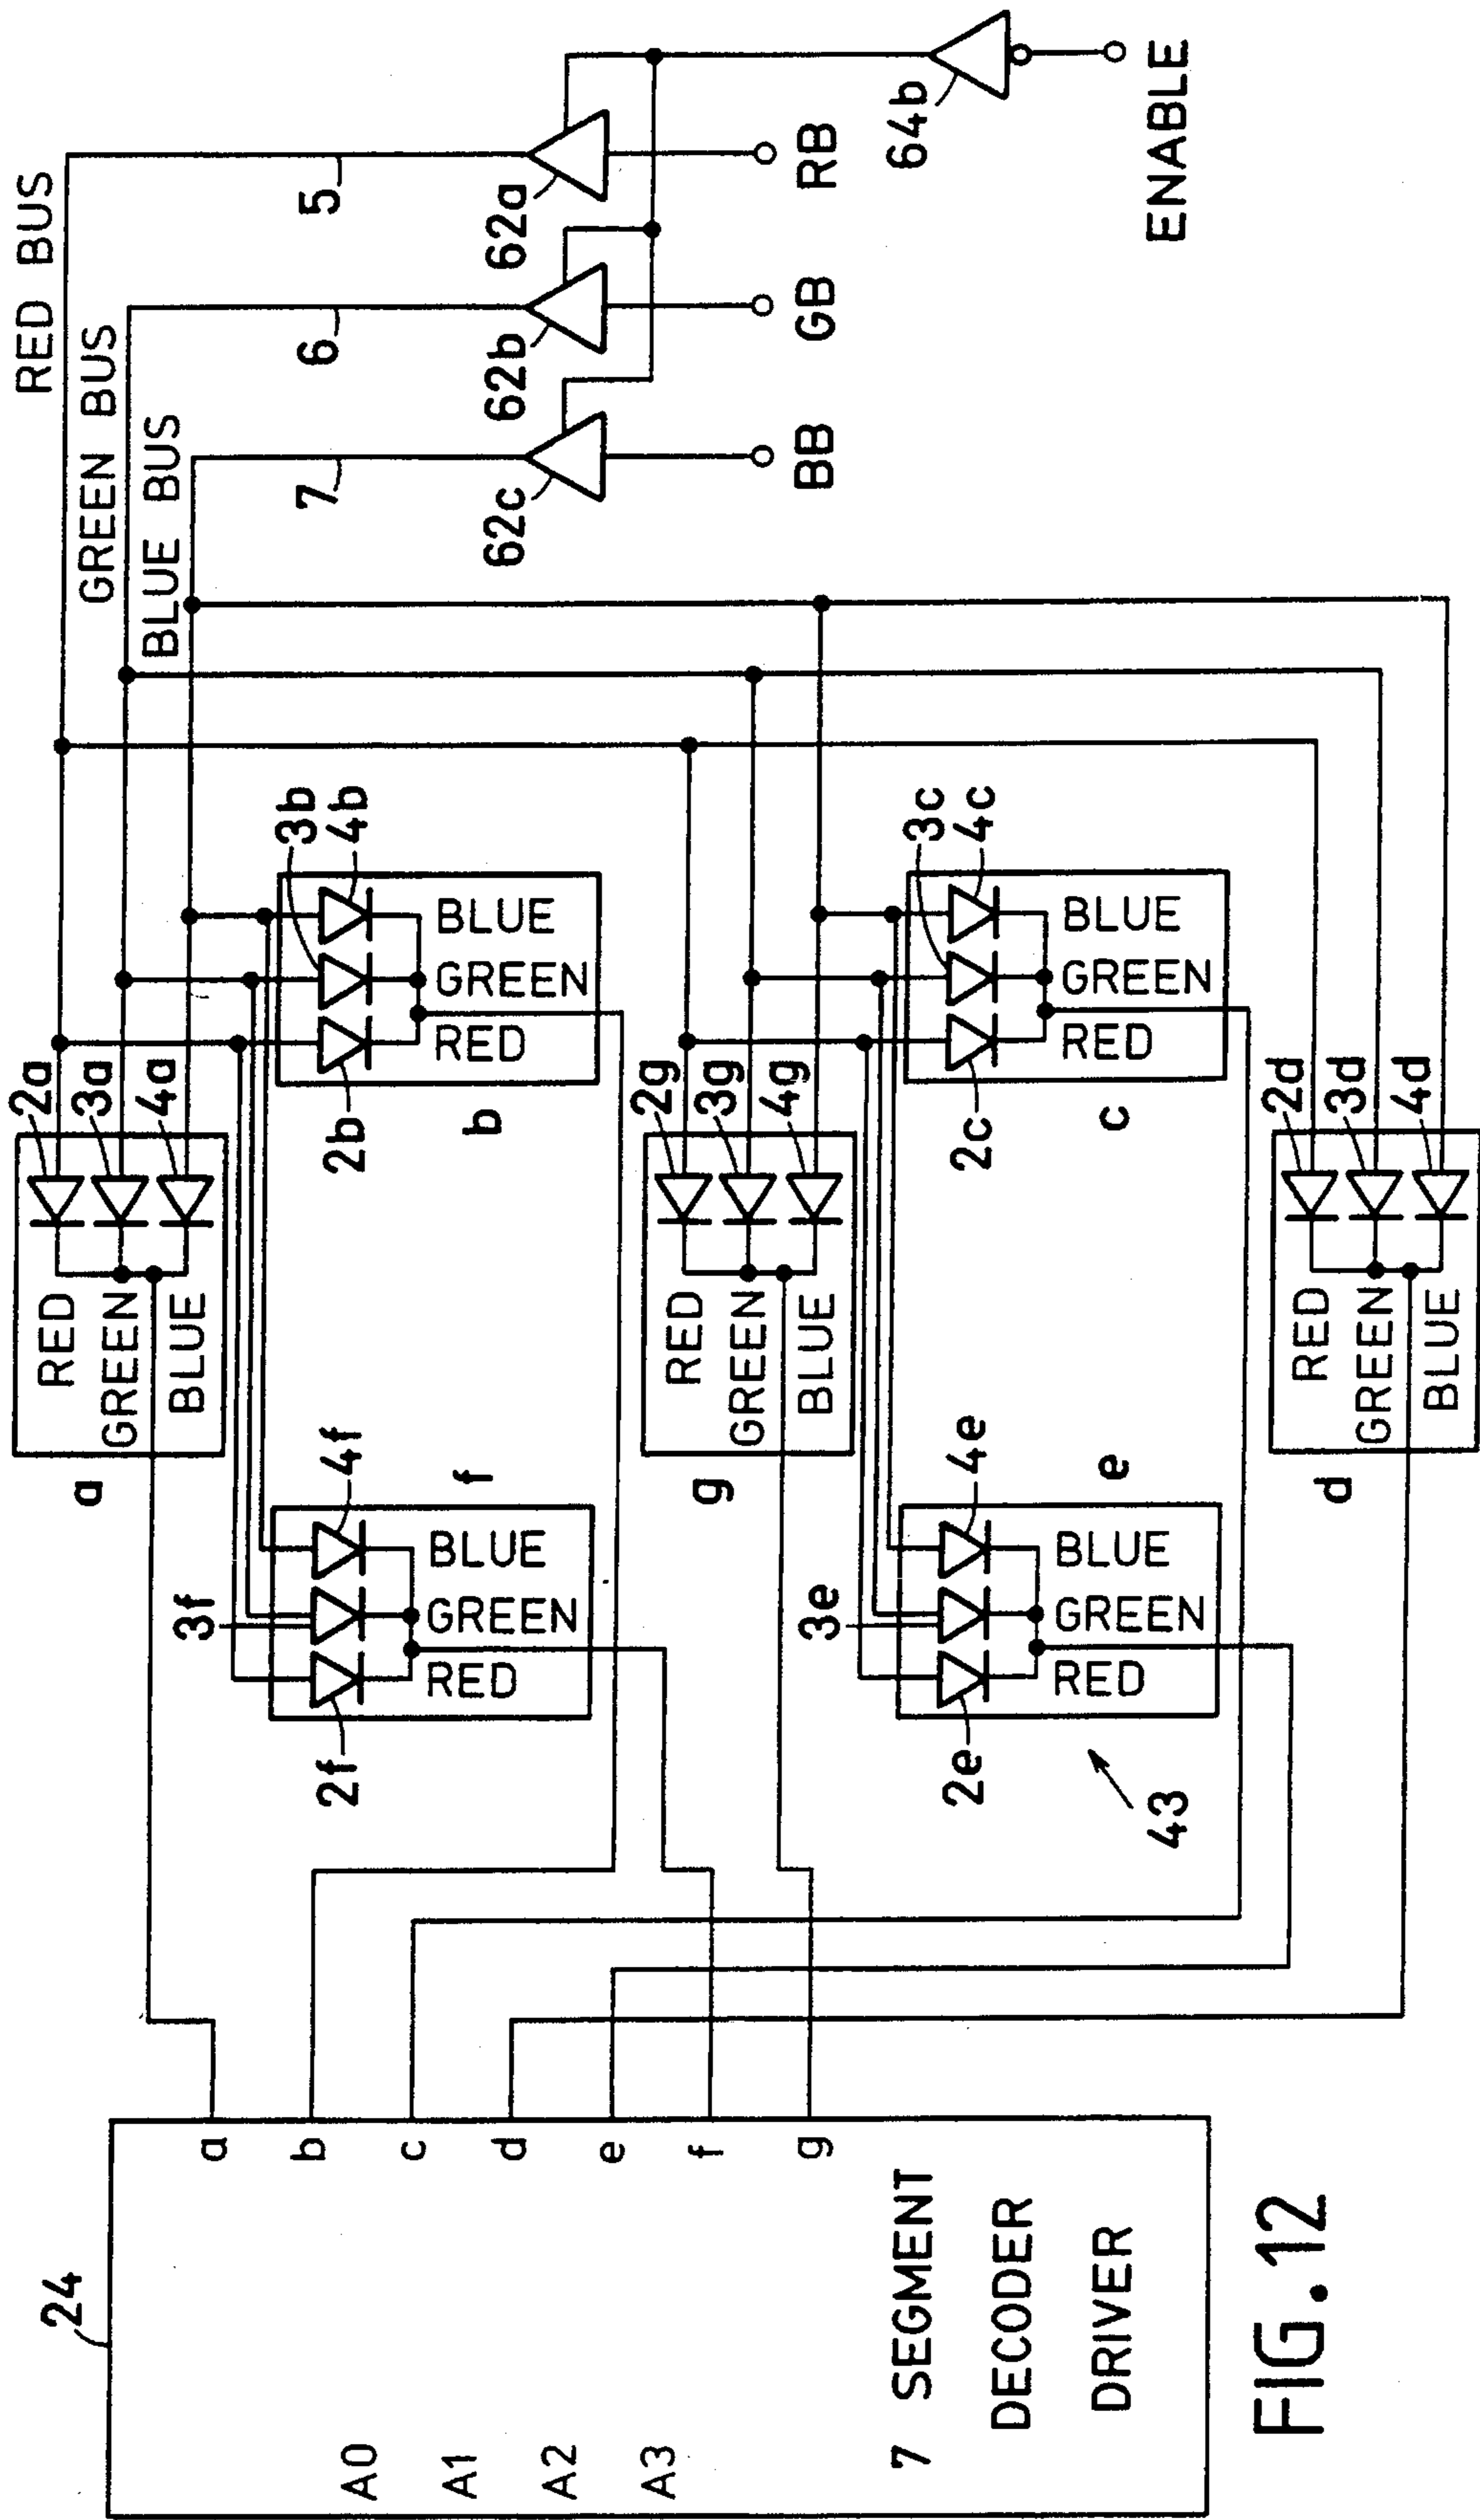 RED BUS
GREEN BUS
BLUE BUS
24
A0
A1
A2
A3
7 SEGMENT
DECODER
DRIVER
a
b
c
d
e
f
g
a
RED
GREEN
BLUE
2a
3a
4a
f
2f
3f
4f
RED
GREEN
BLUE
b
2b
3b
4b
RED
GREEN
BLUE
g
RED
GREEN
BLUE
2g
3g
4g
e
2e
3e
4e
RED
GREEN
BLUE
c
2c
3c
4c
RED
GREEN
BLUE
d
RED
GREEN
BLUE
2d
3d
4d
43
5
6
7
62a
62b
62c
64b
RB
GB
BB
ENABLE
FIG.12